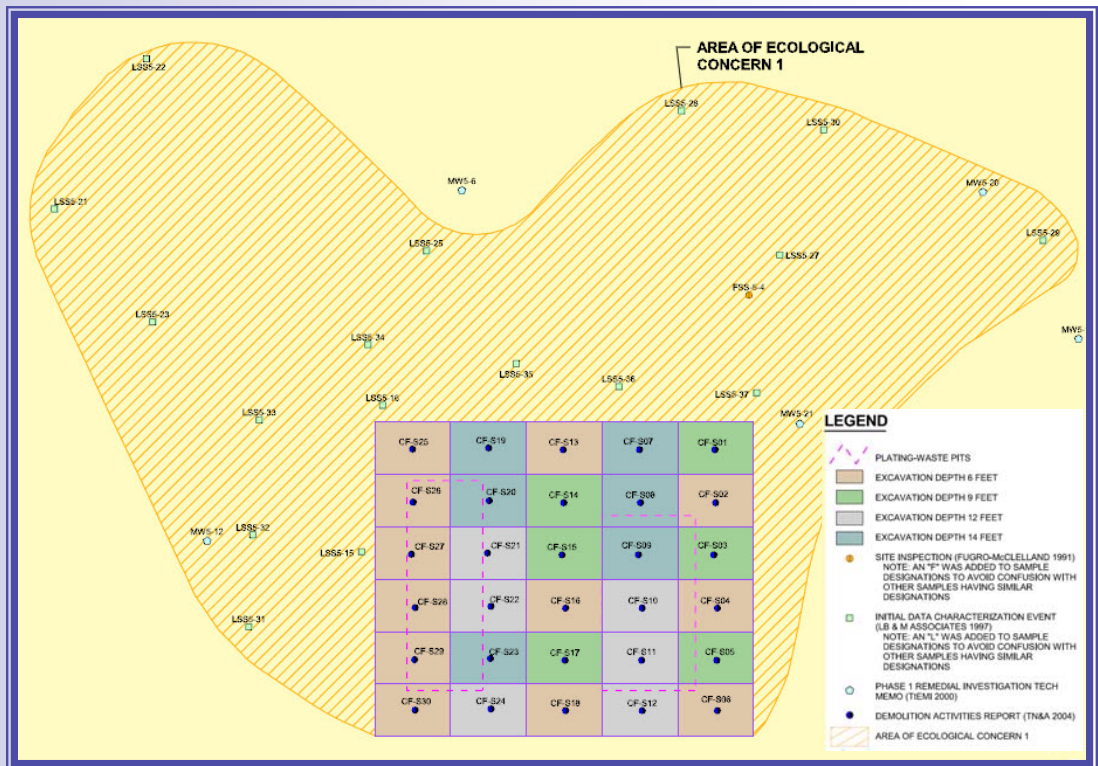 AREA OF ECOLOGICAL
CONCERN 1
LSS5-22
LSS5-28
LSS5-30
MW5-6
MW5-20
LSS5-21
LSS5-25
LSS5-29
LSS5-27
FSS-5-4
LSS5-23
MW5-
LSS5-34
LSS5-35
LSS5-36
LSS5-37
LSS5-16
LSS5-33
MW5-21
CF-S25
CF-S19
CF-S13
CF-S07
CF-S01
CF-S26
CF-S20
CF-S14
CF-S08
CF-S02
MW5-12
LSS5-32
LSS5-15
CF-S27
CF-S21
CF-S15
CF-S09
CF-S03
CF-S28
CF-S22
CF-S16
CF-S10
CF-S04
LSS5-31
CF-S29
CF-S23
CF-S17
CF-S11
CF-S05
CF-S30
CF-S24
CF-S18
CF-S12
CF-S06
LEGEND
PLATING-WASTE PITS
EXCAVATION DEPTH 6 FEET
EXCAVATION DEPTH 9 FEET
EXCAVATION DEPTH 12 FEET
EXCAVATION DEPTH 14 FEET
SITE INSPECTION (FUGRO-McCLELLAND 1991)
NOTE: AN "F" WAS ADDED TO SAMPLE
DESIGNATIONS TO AVOID CONFUSION WITH
OTHER SAMPLES HAVING SIMILAR
DESIGNATIONS
INITIAL DATA CHARACTERIZATION EVENT
(LB & M ASSOCIATES 1997)
NOTE: AN "L" WAS ADDED TO SAMPLE
DESIGNATIONS TO AVOID CONFUSION WITH
OTHER SAMPLES HAVING SIMILAR
DESIGNATIONS
PHASE 1 REMEDIAL INVESTIGATION TECH
MEMO (TtEMI 2000)
DEMOLITION ACTIVITIES REPORT (TN&A 2004)
AREA OF ECOLOGICAL CONCERN 1